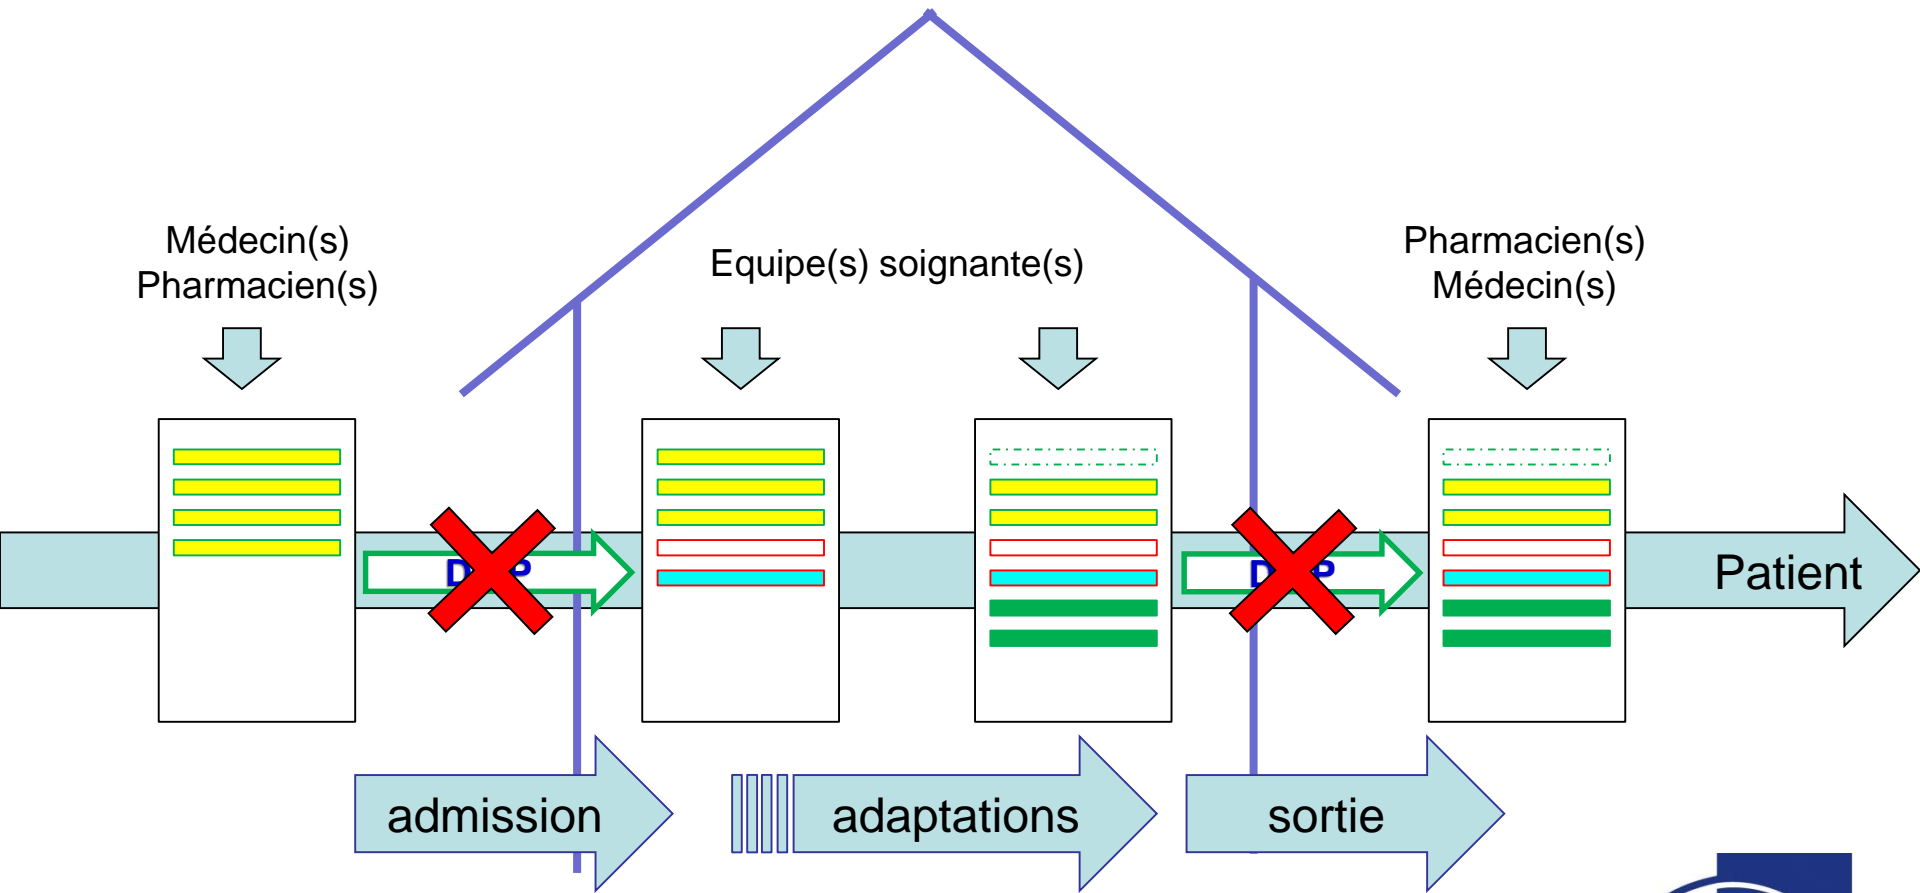 Médecin(s)
Pharmacien(s)
Equipe(s) soignante(s)
Pharmacien(s)
Médecin(s)
Patient
admission
adaptations
sortie